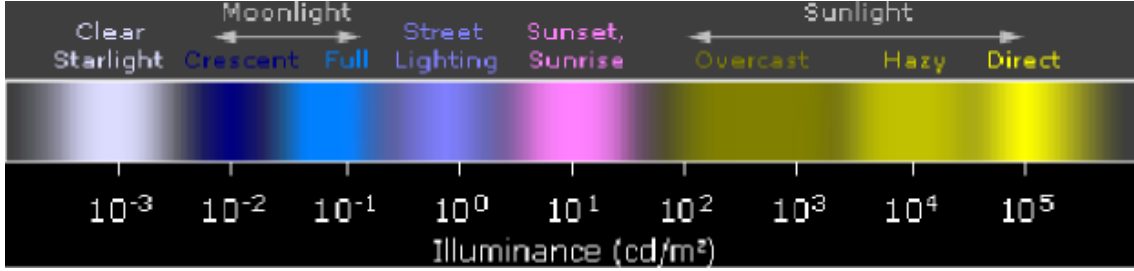 Moonlight Sunlight
Clear Street Sunset,
Starlight Crescent Full Lighting Sunrise Overcast Hazy Direct
10⁻³ 10⁻² 10⁻¹ 10⁰ 10¹ 10² 10³ 10⁴ 10⁵
Illuminance (cd/m²)